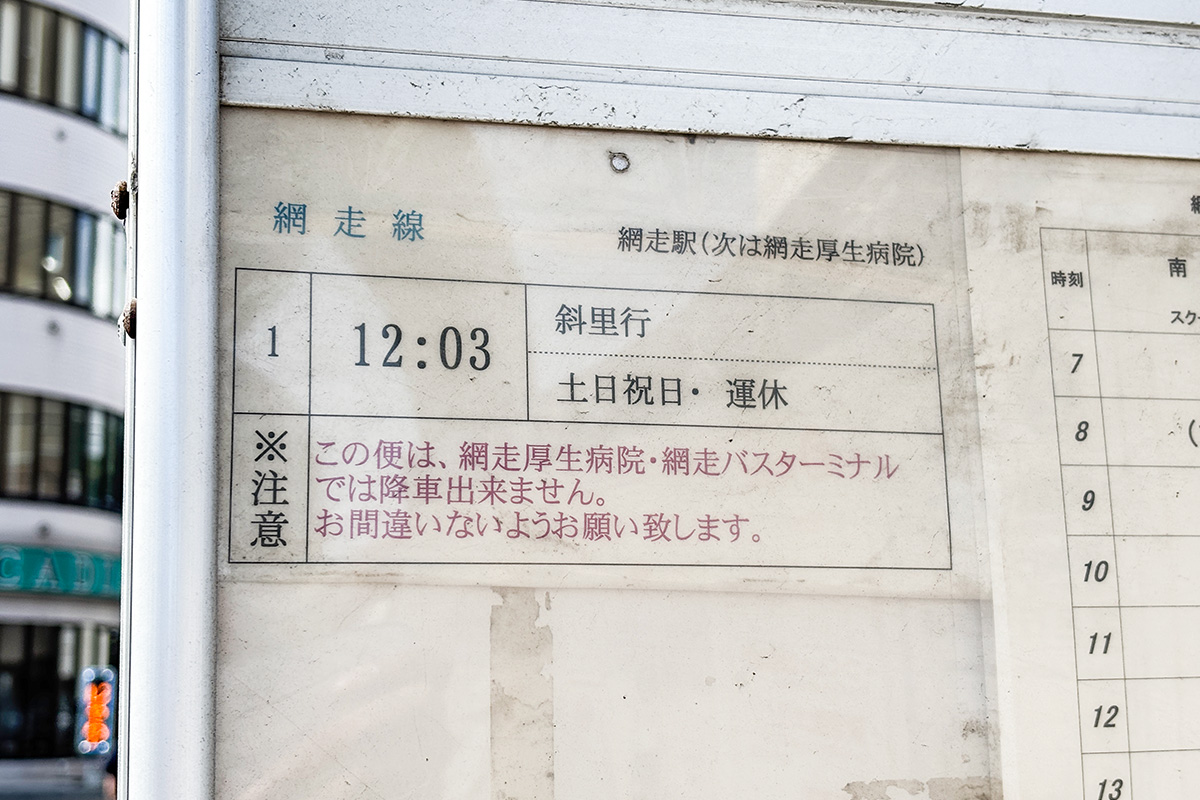 網走線
網走駅(次は網走厚生病院)
1
12:03
斜里行
土日祝日・ 運休
※注意
この便は、網走厚生病院・網走バスターミナル
では降車出来ません。
お間違いないようお願い致します。
時刻
南
スク
7
8
9
10
11
12
13
CAD